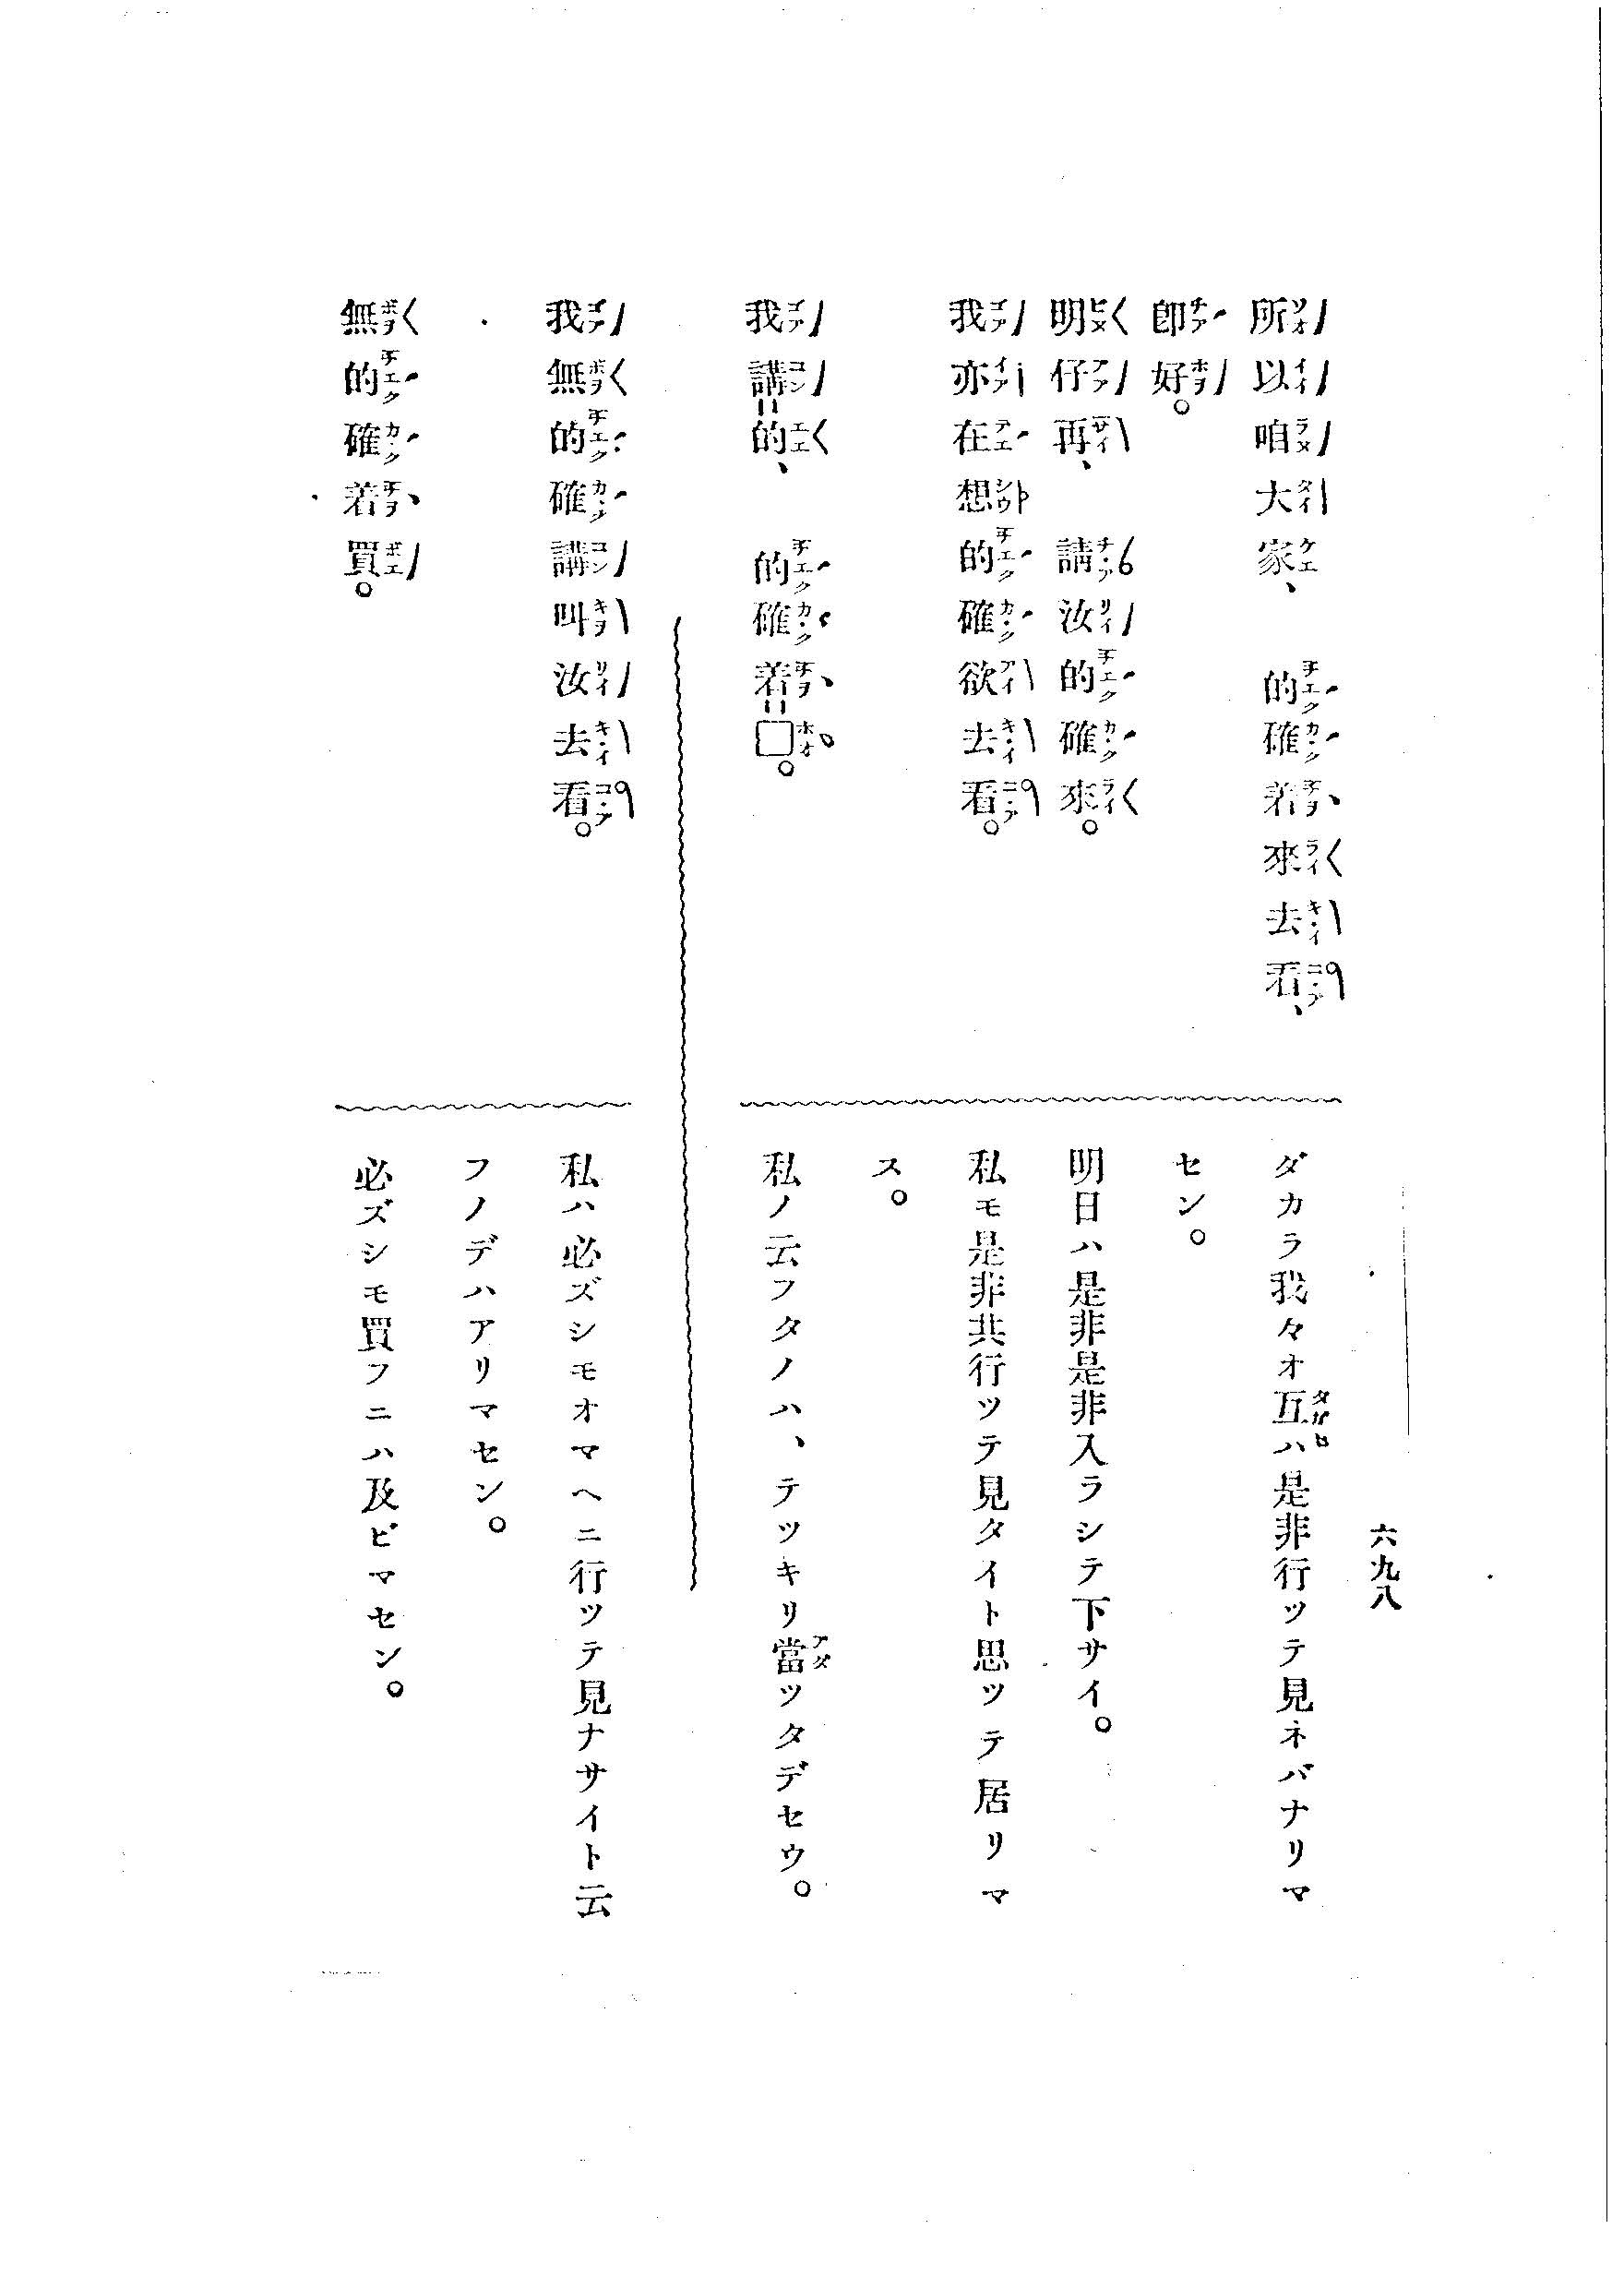 六九八
所以咱大家、的確着來去看、
卽好。
明仔再、請汝的確來。
我亦在想的確欲去看。
我講=的、的確着=□。
我無的確講叫汝去看。
無的確着買。
ダカラ我々オ互ハ是非行ツテ見ネバナリマ
セン。
明日ハ是非是非入ラシテ下サイ。
私モ是非共行ツテ見タイト思ツテ居リマ
ス。
私ノ云フタノハ、テツキリ當ツタデセウ。
私ハ必ズシモオマヘニ行ツテ見ナサイト云
フノデハアリマセン。
必ズシモ買フニハ及ビマセン。